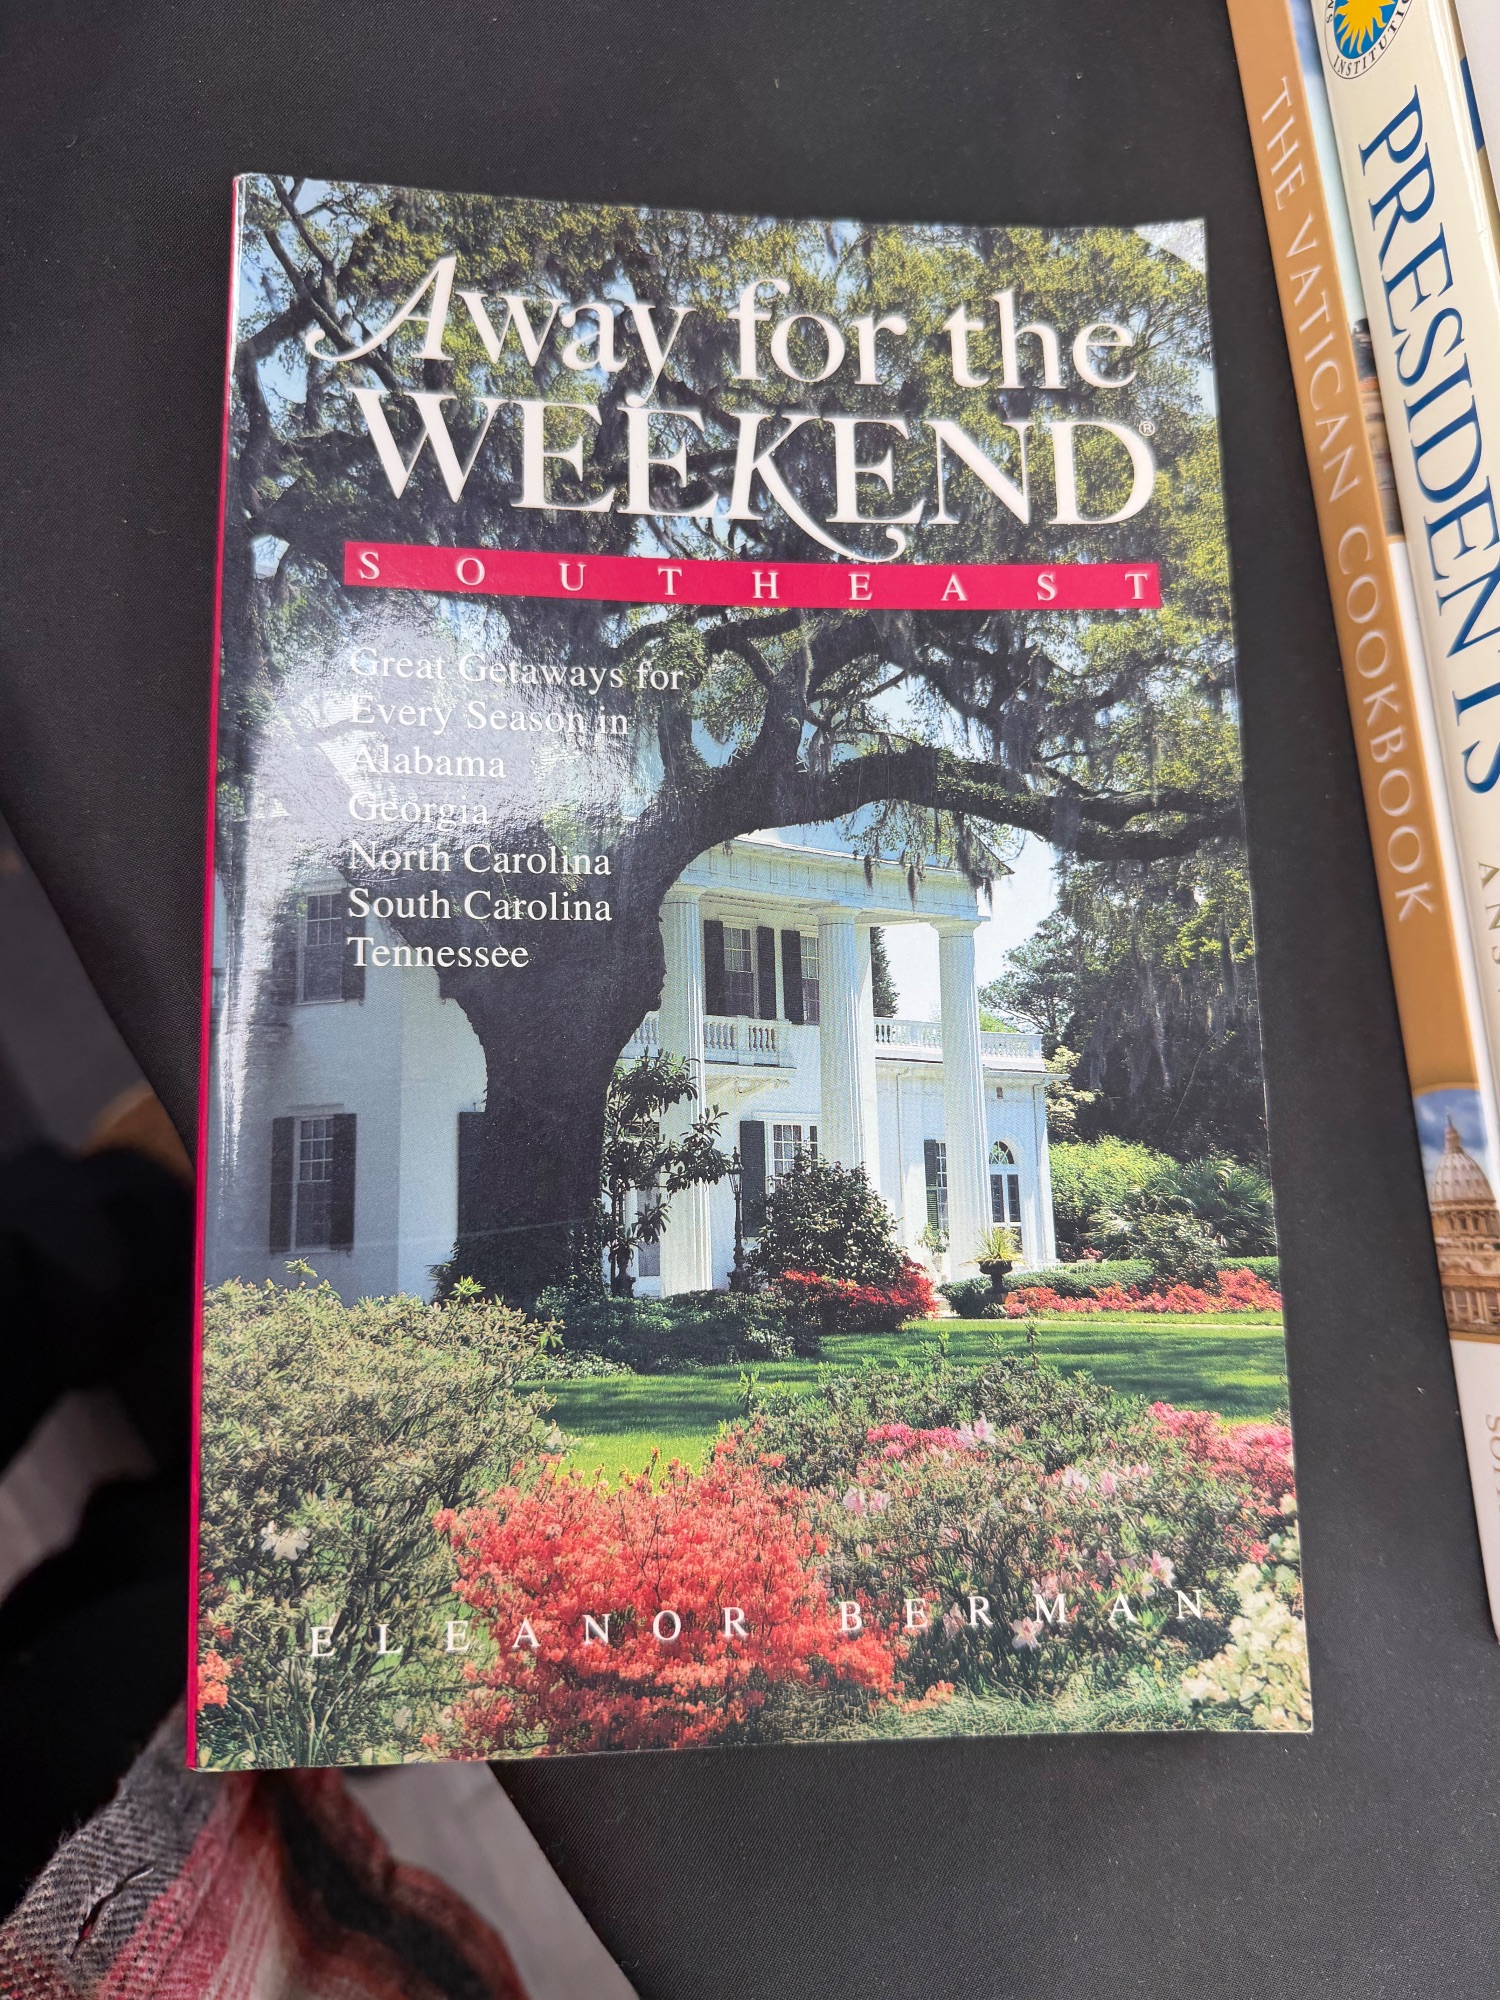 Away for the
WEEKEND®
SOUTHEAST
Great Getaways for
Every Season in
Alabama
Georgia
North Carolina
South Carolina
Tennessee
ELEANOR BERMAN
THE VATICAN COOKBOOK
PRESIDENTS